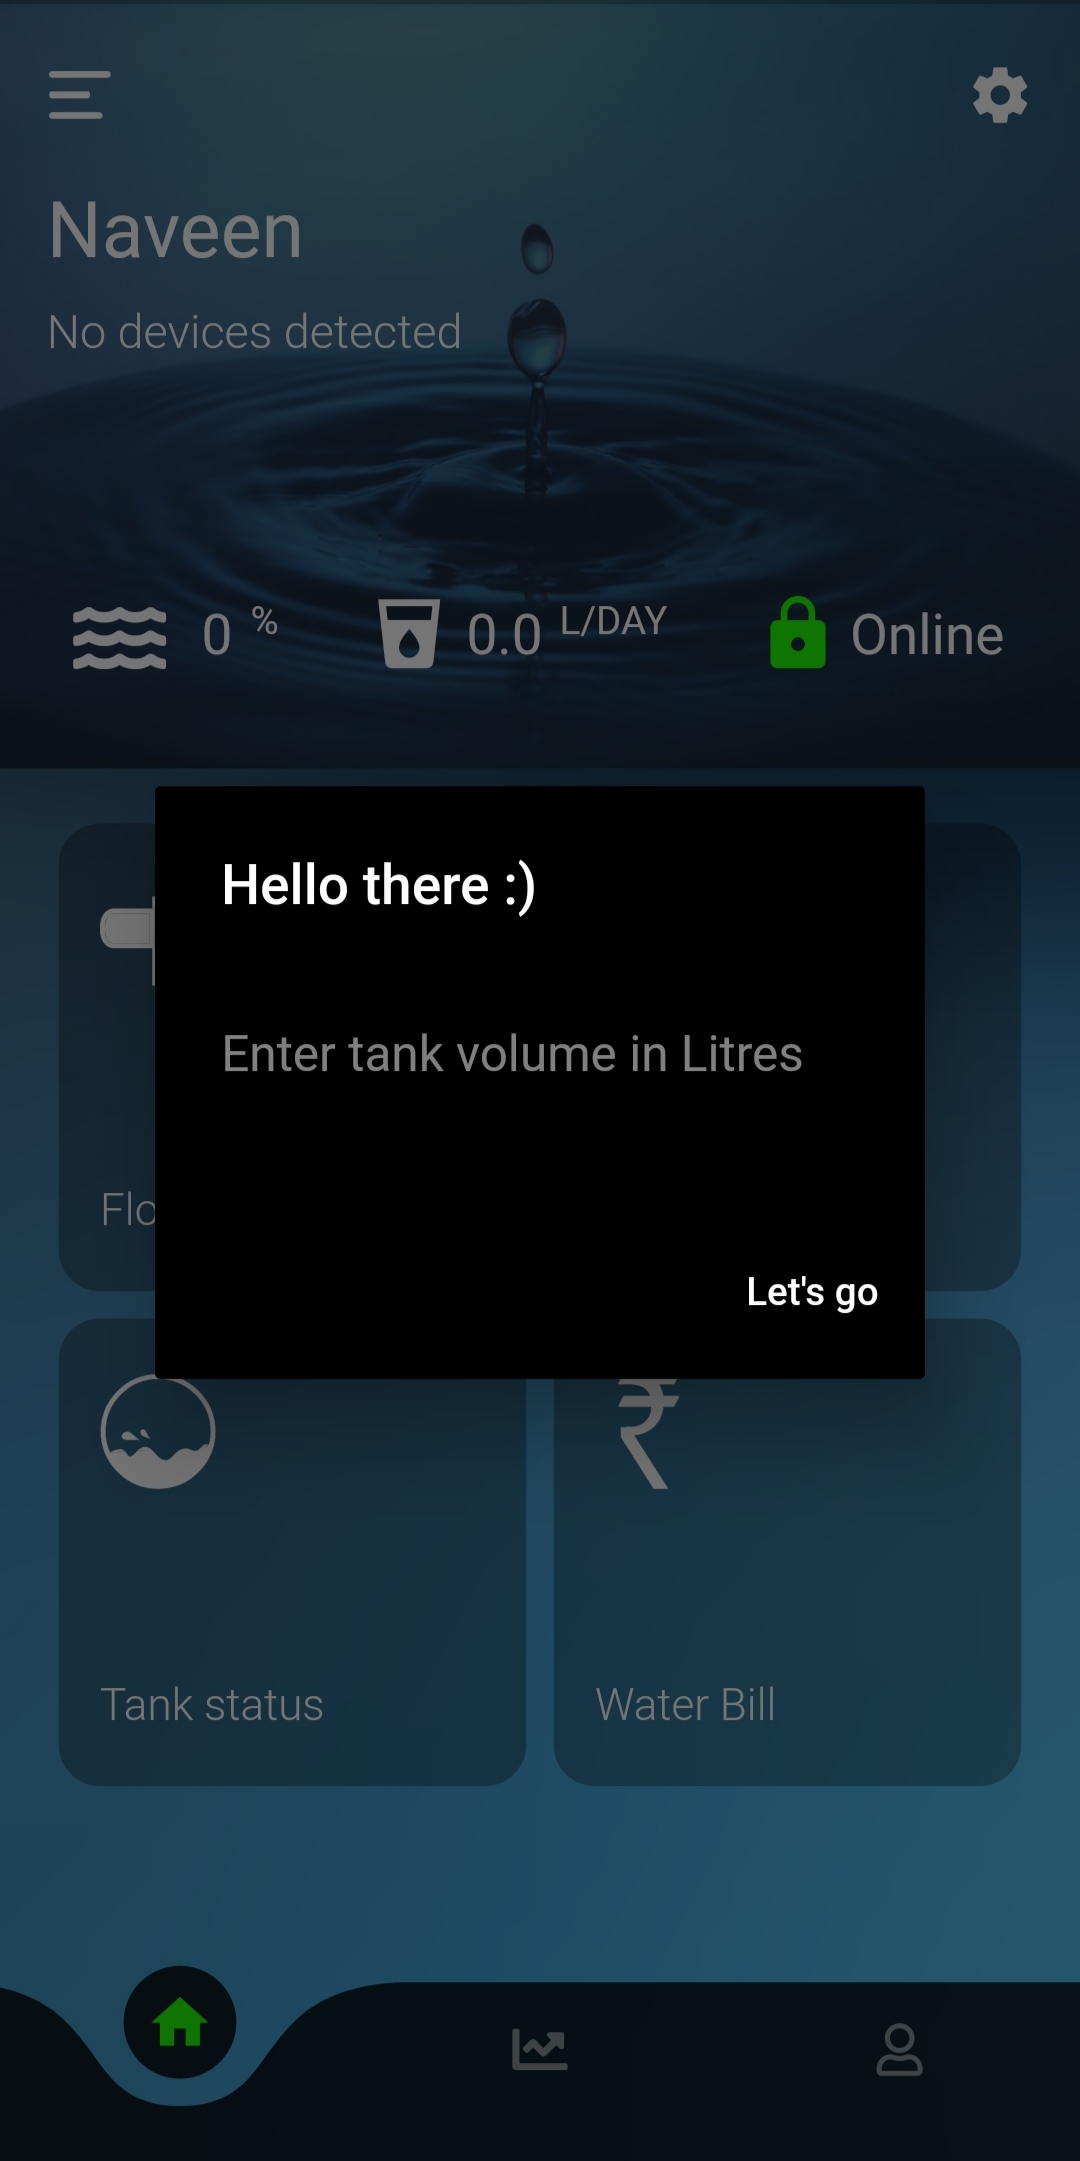 Naveen
No devices detected
0 %
0.0 L/DAY
Online
Hello there :)
Enter tank volume in Litres
Flo
Let's go
₹
Tank status
Water Bill